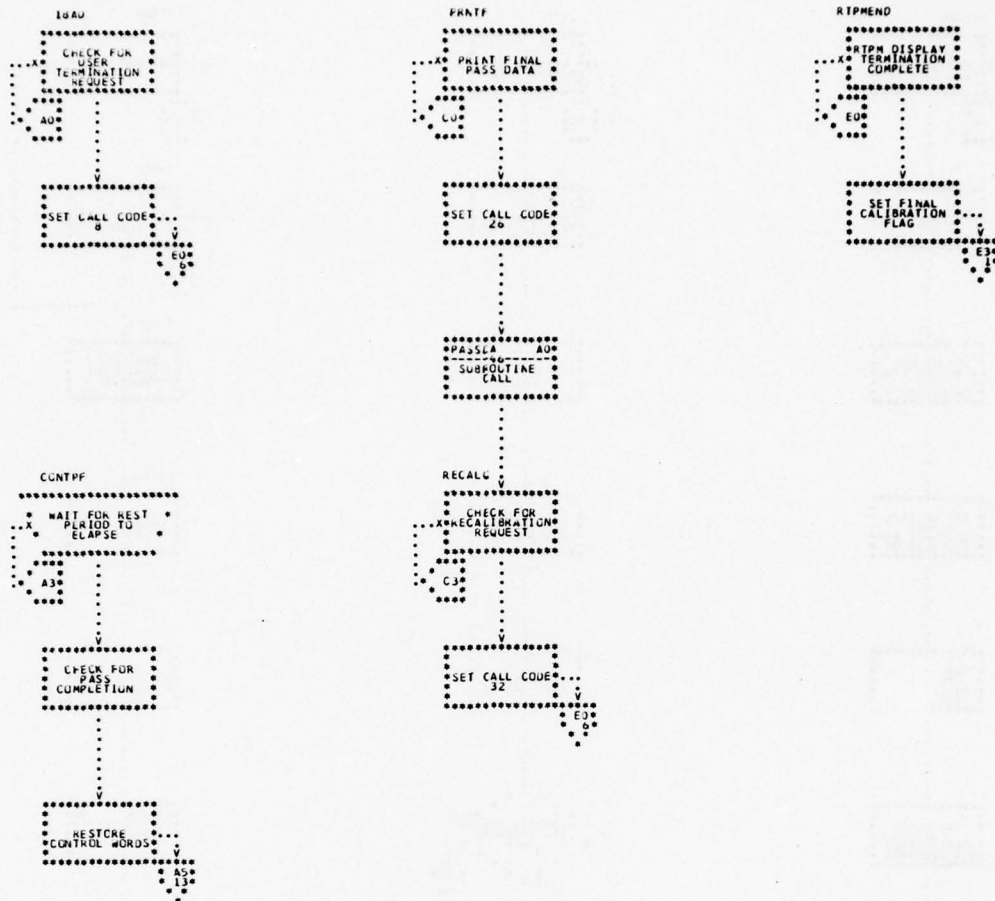 18A0
CHECK FOR
USER
TERMINATION
REQUEST
A0
SET CALL CODE
8
E0
6
CONTPF
WAIT FOR REST
PERIOD TO
ELAPSE
A3
CHECK FOR
PASS
COMPLETION
RESTORE
CONTROL WORDS
A5
13
PRNTF
PRINT FINAL
PASS DATA
C0
SET CALL CODE
26
A0
SUBROUTINE
CALL
RECALC
CHECK FOR
RECALIBRATION
REQUEST
C3
SET CALL CODE
32
E0
6
RTPMEND
RTPM DISPLAY
TERMINATION
COMPLETE
E0
SET FINAL
CALIBRATION
FLAG
E3
1